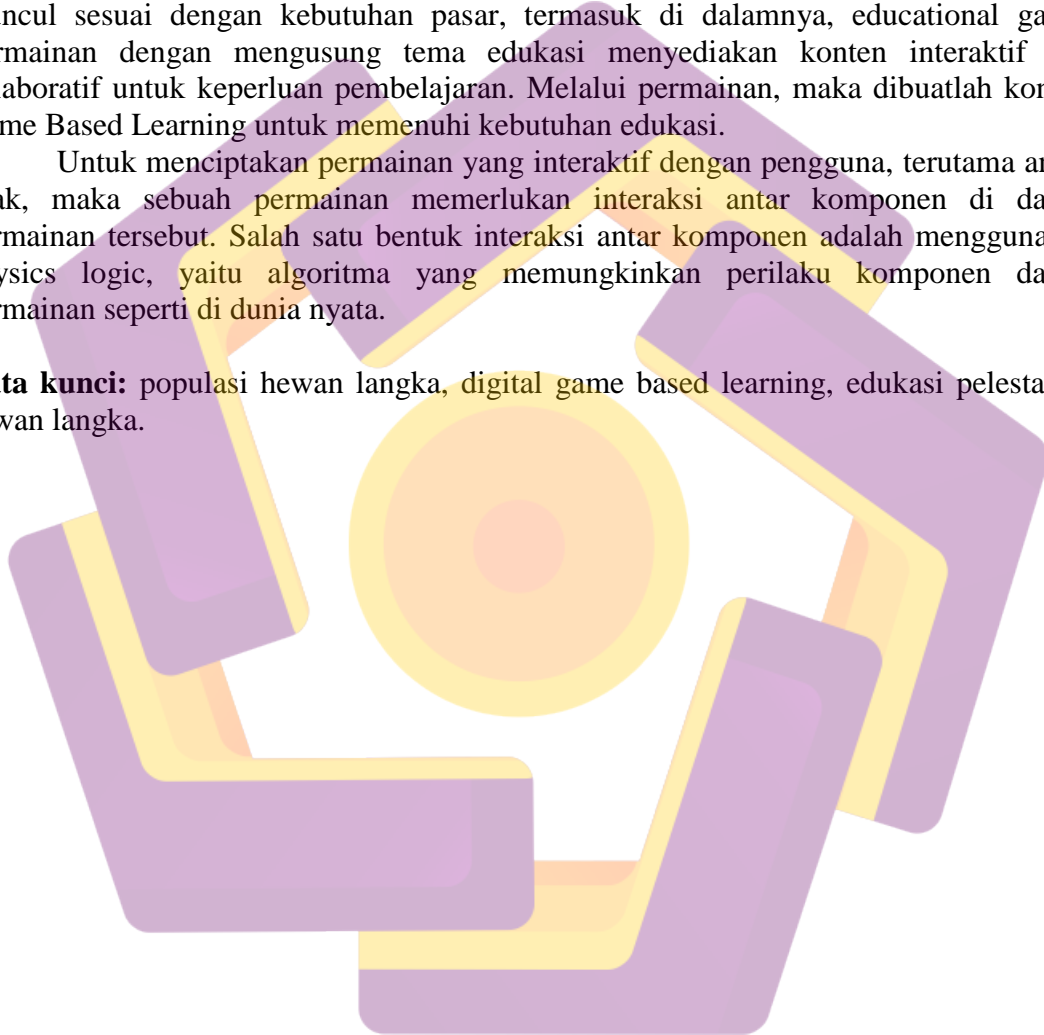 uncul sesuai dengan kebutuhan pasar, termasuk di dalamnya, educational ga
rmainan dengan mengusung tema edukasi menyediakan konten interaktif
laboratif untuk keperluan pembelajaran. Melalui permainan, maka dibuatlah kon
me Based Learning untuk memenuhi kebutuhan edukasi.
Untuk menciptakan permainan yang interaktif dengan pengguna, terutama an
ak, maka sebuah permainan memerlukan interaksi antar komponen di da
rmainan tersebut. Salah satu bentuk interaksi antar komponen adalah mengguna
ysics logic, yaitu algoritma yang memungkinkan perilaku komponen da
rmainan seperti di dunia nyata.
ta kunci: populasi hewan langka, digital game based learning, edukasi pelesta
wan langka.